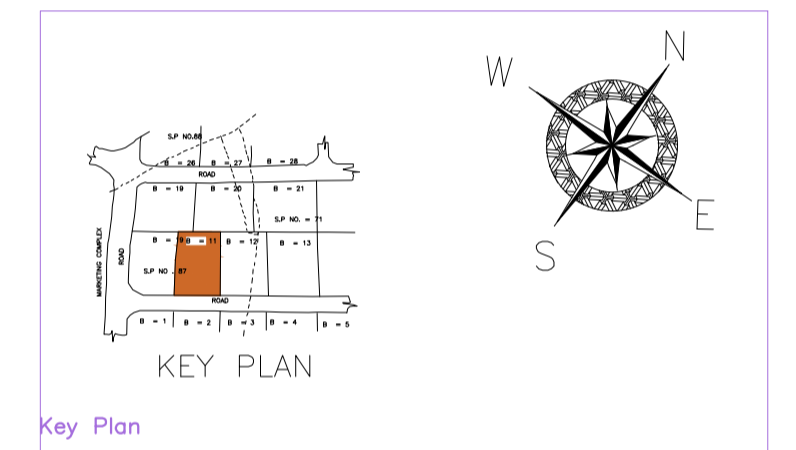 N
W
S.P NO.88
B = 26
B = 27
B = 28
ROAD
B = 19
B = 20
B = 21
E
S.P NO. = 71
MARKETING COMPLEX
ROAD
B = 11
B = 12
B = 13
S
S.P NO . 87
ROAD
B = 1
B = 2
B = 3
B = 4
B = 5
KEY PLAN
Key Plan